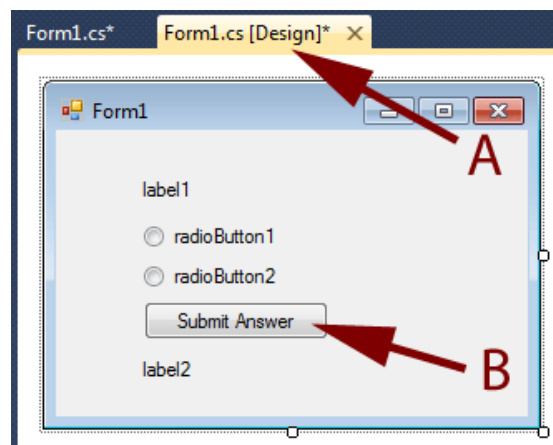 Form1.cs* Form1.cs [Design]*
Form1
A
label1
radioButton1
radioButton2
Submit Answer
B
label2